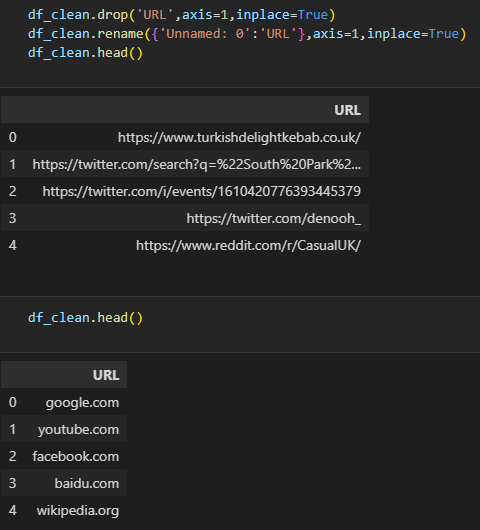 df_clean.drop('URL',axis=1,inplace=True)
df_clean.rename({'Unnamed: 0':'URL'},axis=1,inplace=True)
df_clean.head()
URL
0 https://www.turkishdelightkebab.co.uk/
1 https://twitter.com/search?q=%22South%20Park%2...
2 https://twitter.com/i/events/1610420776393445379
3 https://twitter.com/denooh_
4 https://www.reddit.com/r/CasualUK/
df_clean.head()
URL
0 google.com
1 youtube.com
2 facebook.com
3 baidu.com
4 wikipedia.org